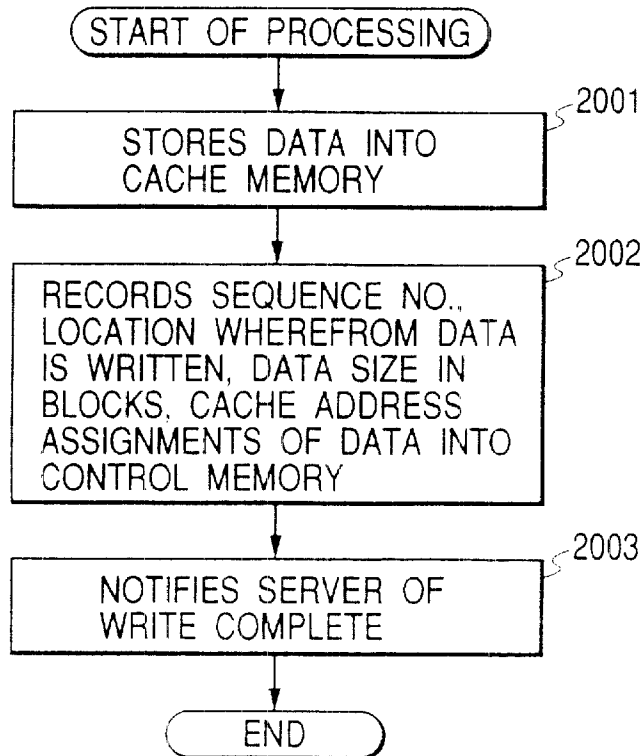 START OF PROCESSING
2001
STORES DATA INTO
CACHE MEMORY
2002
RECORDS SEQUENCE NO.,
LOCATION WHEREFROM DATA
IS WRITTEN, DATA SIZE IN
BLOCKS, CACHE ADDRESS
ASSIGNMENTS OF DATA INTO
CONTROL MEMORY
2003
NOTIFIES SERVER OF
WRITE COMPLETE
END